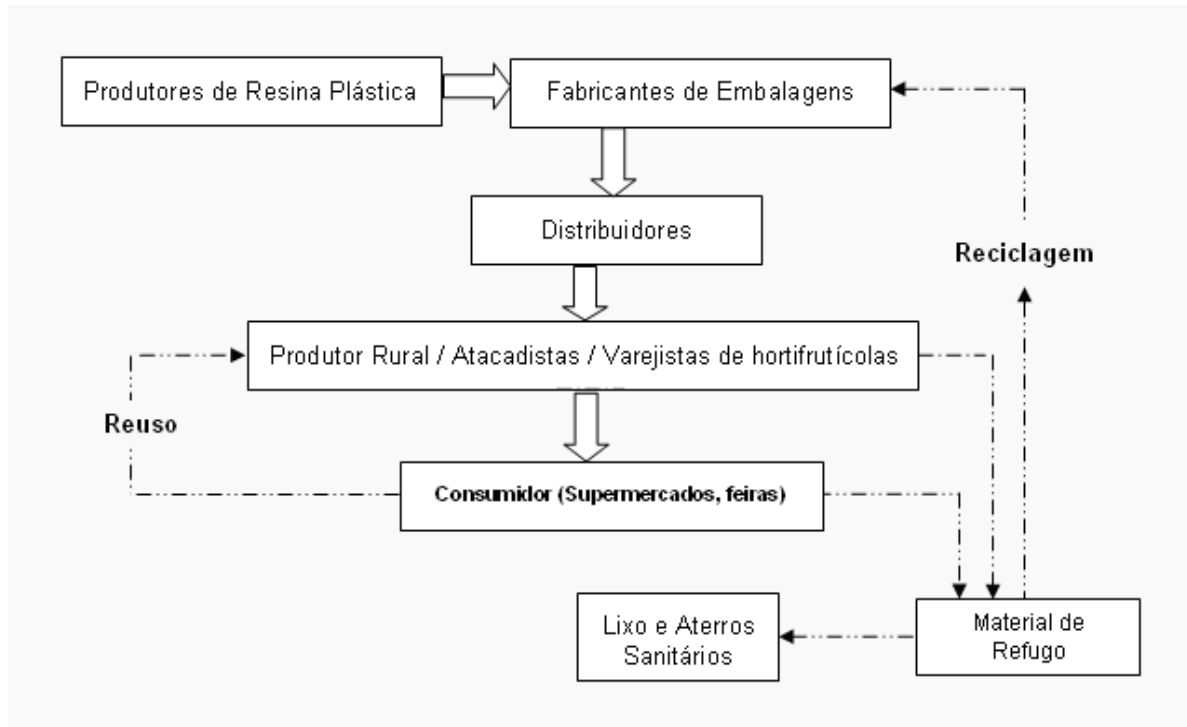 Produtores de Resina Plástica
Fabricantes de Embalagens
Distribuidores
Reciclagem
Produtor Rural / Atacadistas / Varejistas de hortifrutícolas
Reuso
Consumidor (Supermercados, feiras)
Lixo e Aterros
Sanitários
Material de
Refugo